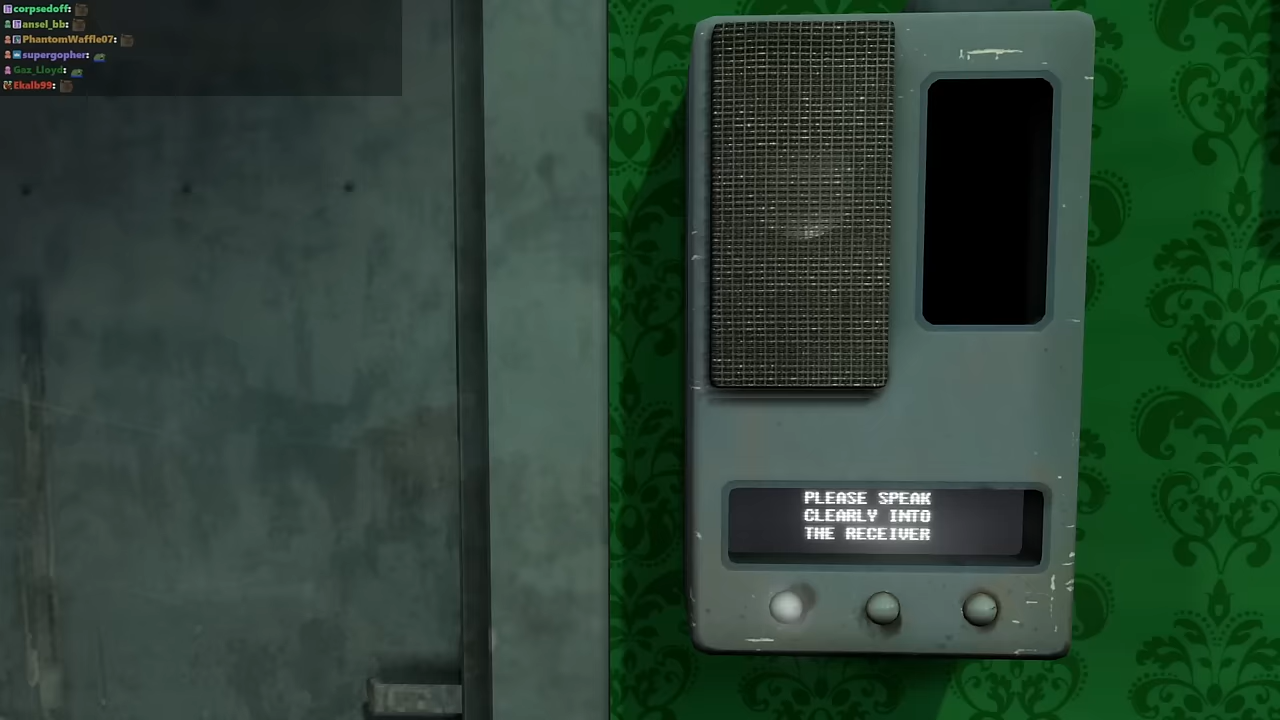 corpsedoff:
ansel_bb:
PhantomWaffle07:
supergopher:
Gaz_Lloyd:
Ekalb99:
PLEASE SPEAK
CLEARLY INTO
THE RECEIVER